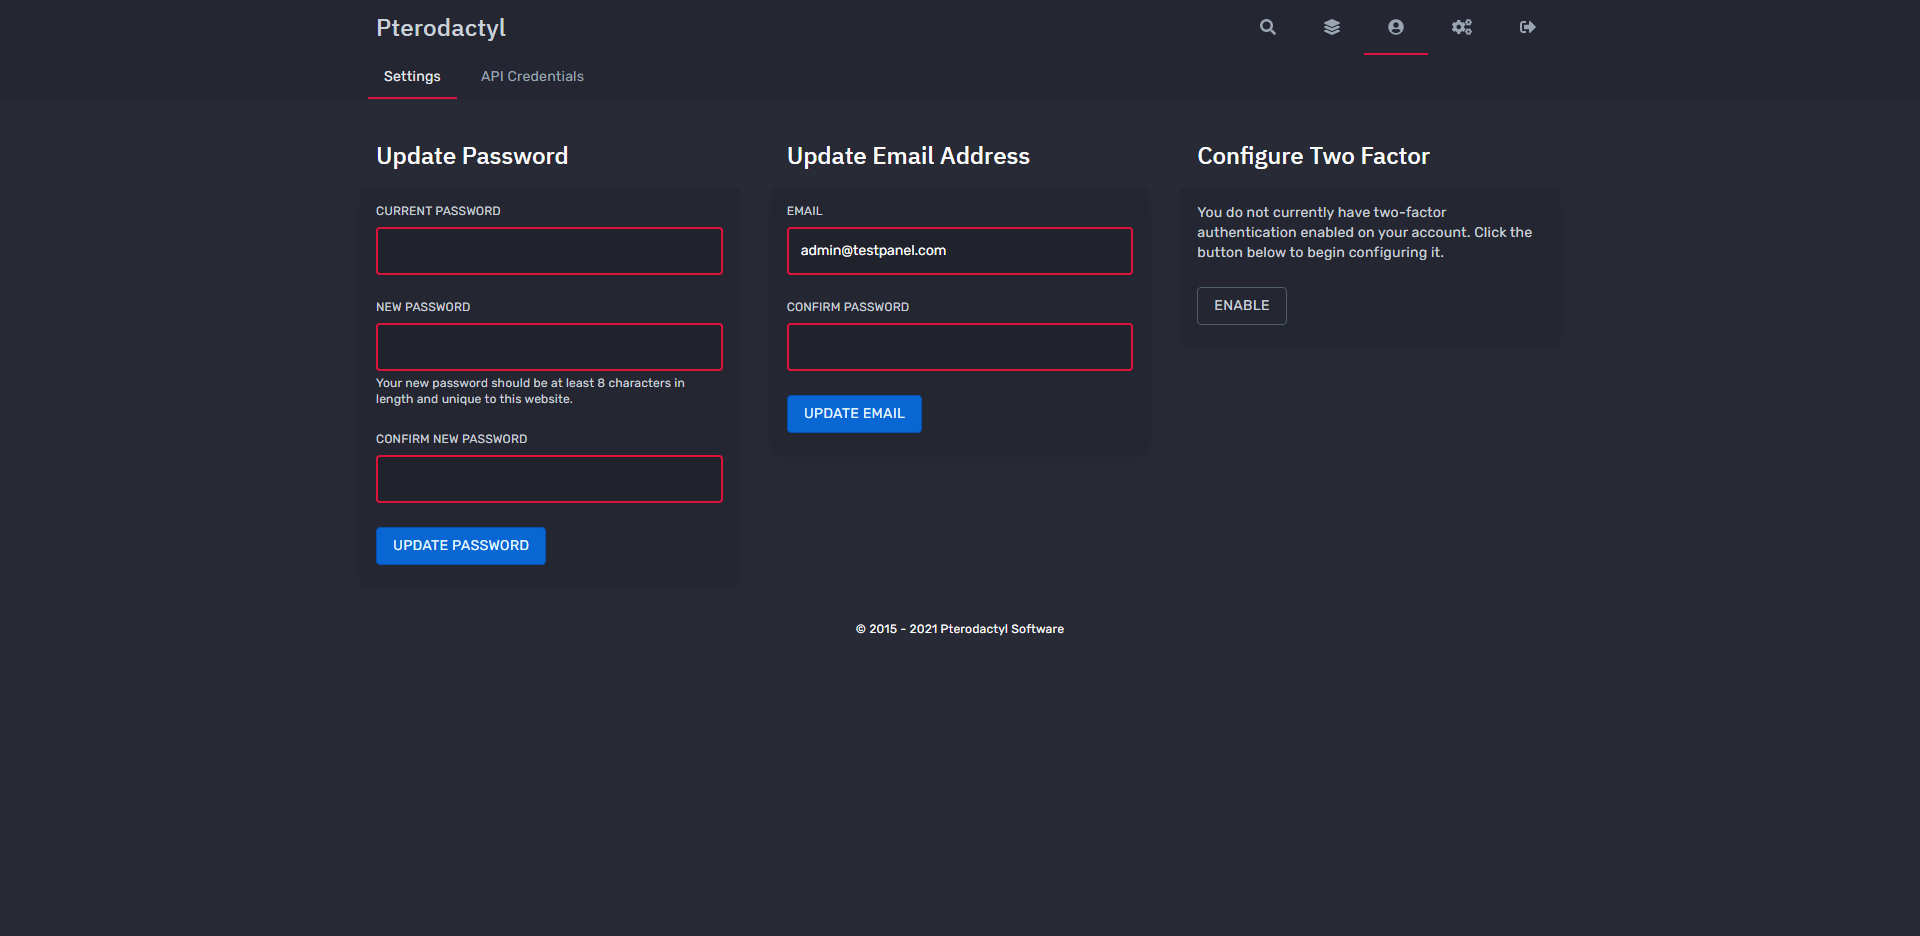 Pterodactyl
Settings
API Credentials
Update Password
CURRENT PASSWORD
NEW PASSWORD
Your new password should be at least 8 characters in
length and unique to this website.
CONFIRM NEW PASSWORD
UPDATE PASSWORD
Update Email Address
EMAIL
admin@testpanel.com
CONFIRM PASSWORD
UPDATE EMAIL
Configure Two Factor
You do not currently have two-factor
authentication enabled on your account. Click the
button below to begin configuring it.
ENABLE
© 2015 - 2021 Pterodactyl Software